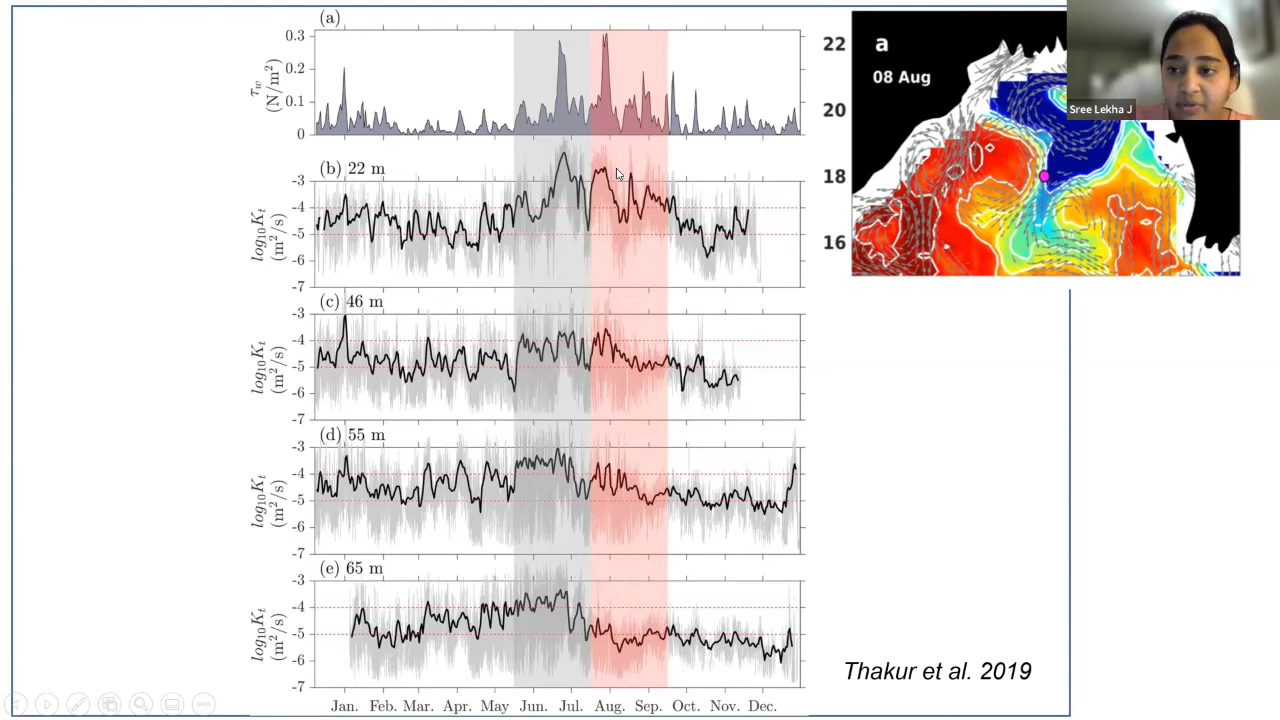 (a)
0.3
0.2
0.1
0
τw
(N/m²)
(b) 22 m
-3
-4
-5
-6
-7
log₁₀Kt
(m²/s)
(c) 46 m
-3
-4
-5
-6
-7
log₁₀Kt
(m²/s)
(d) 55 m
-3
-4
-5
-6
-7
log₁₀Kt
(m²/s)
(e) 65 m
-3
-4
-5
-6
-7
log₁₀Kt
(m²/s)
Jan. Feb. Mar. Apr. May Jun. Jul. Aug. Sep. Oct. Nov. Dec.
22
20
18
16
a
08 Aug
Sree Lekha J
Thakur et al. 2019